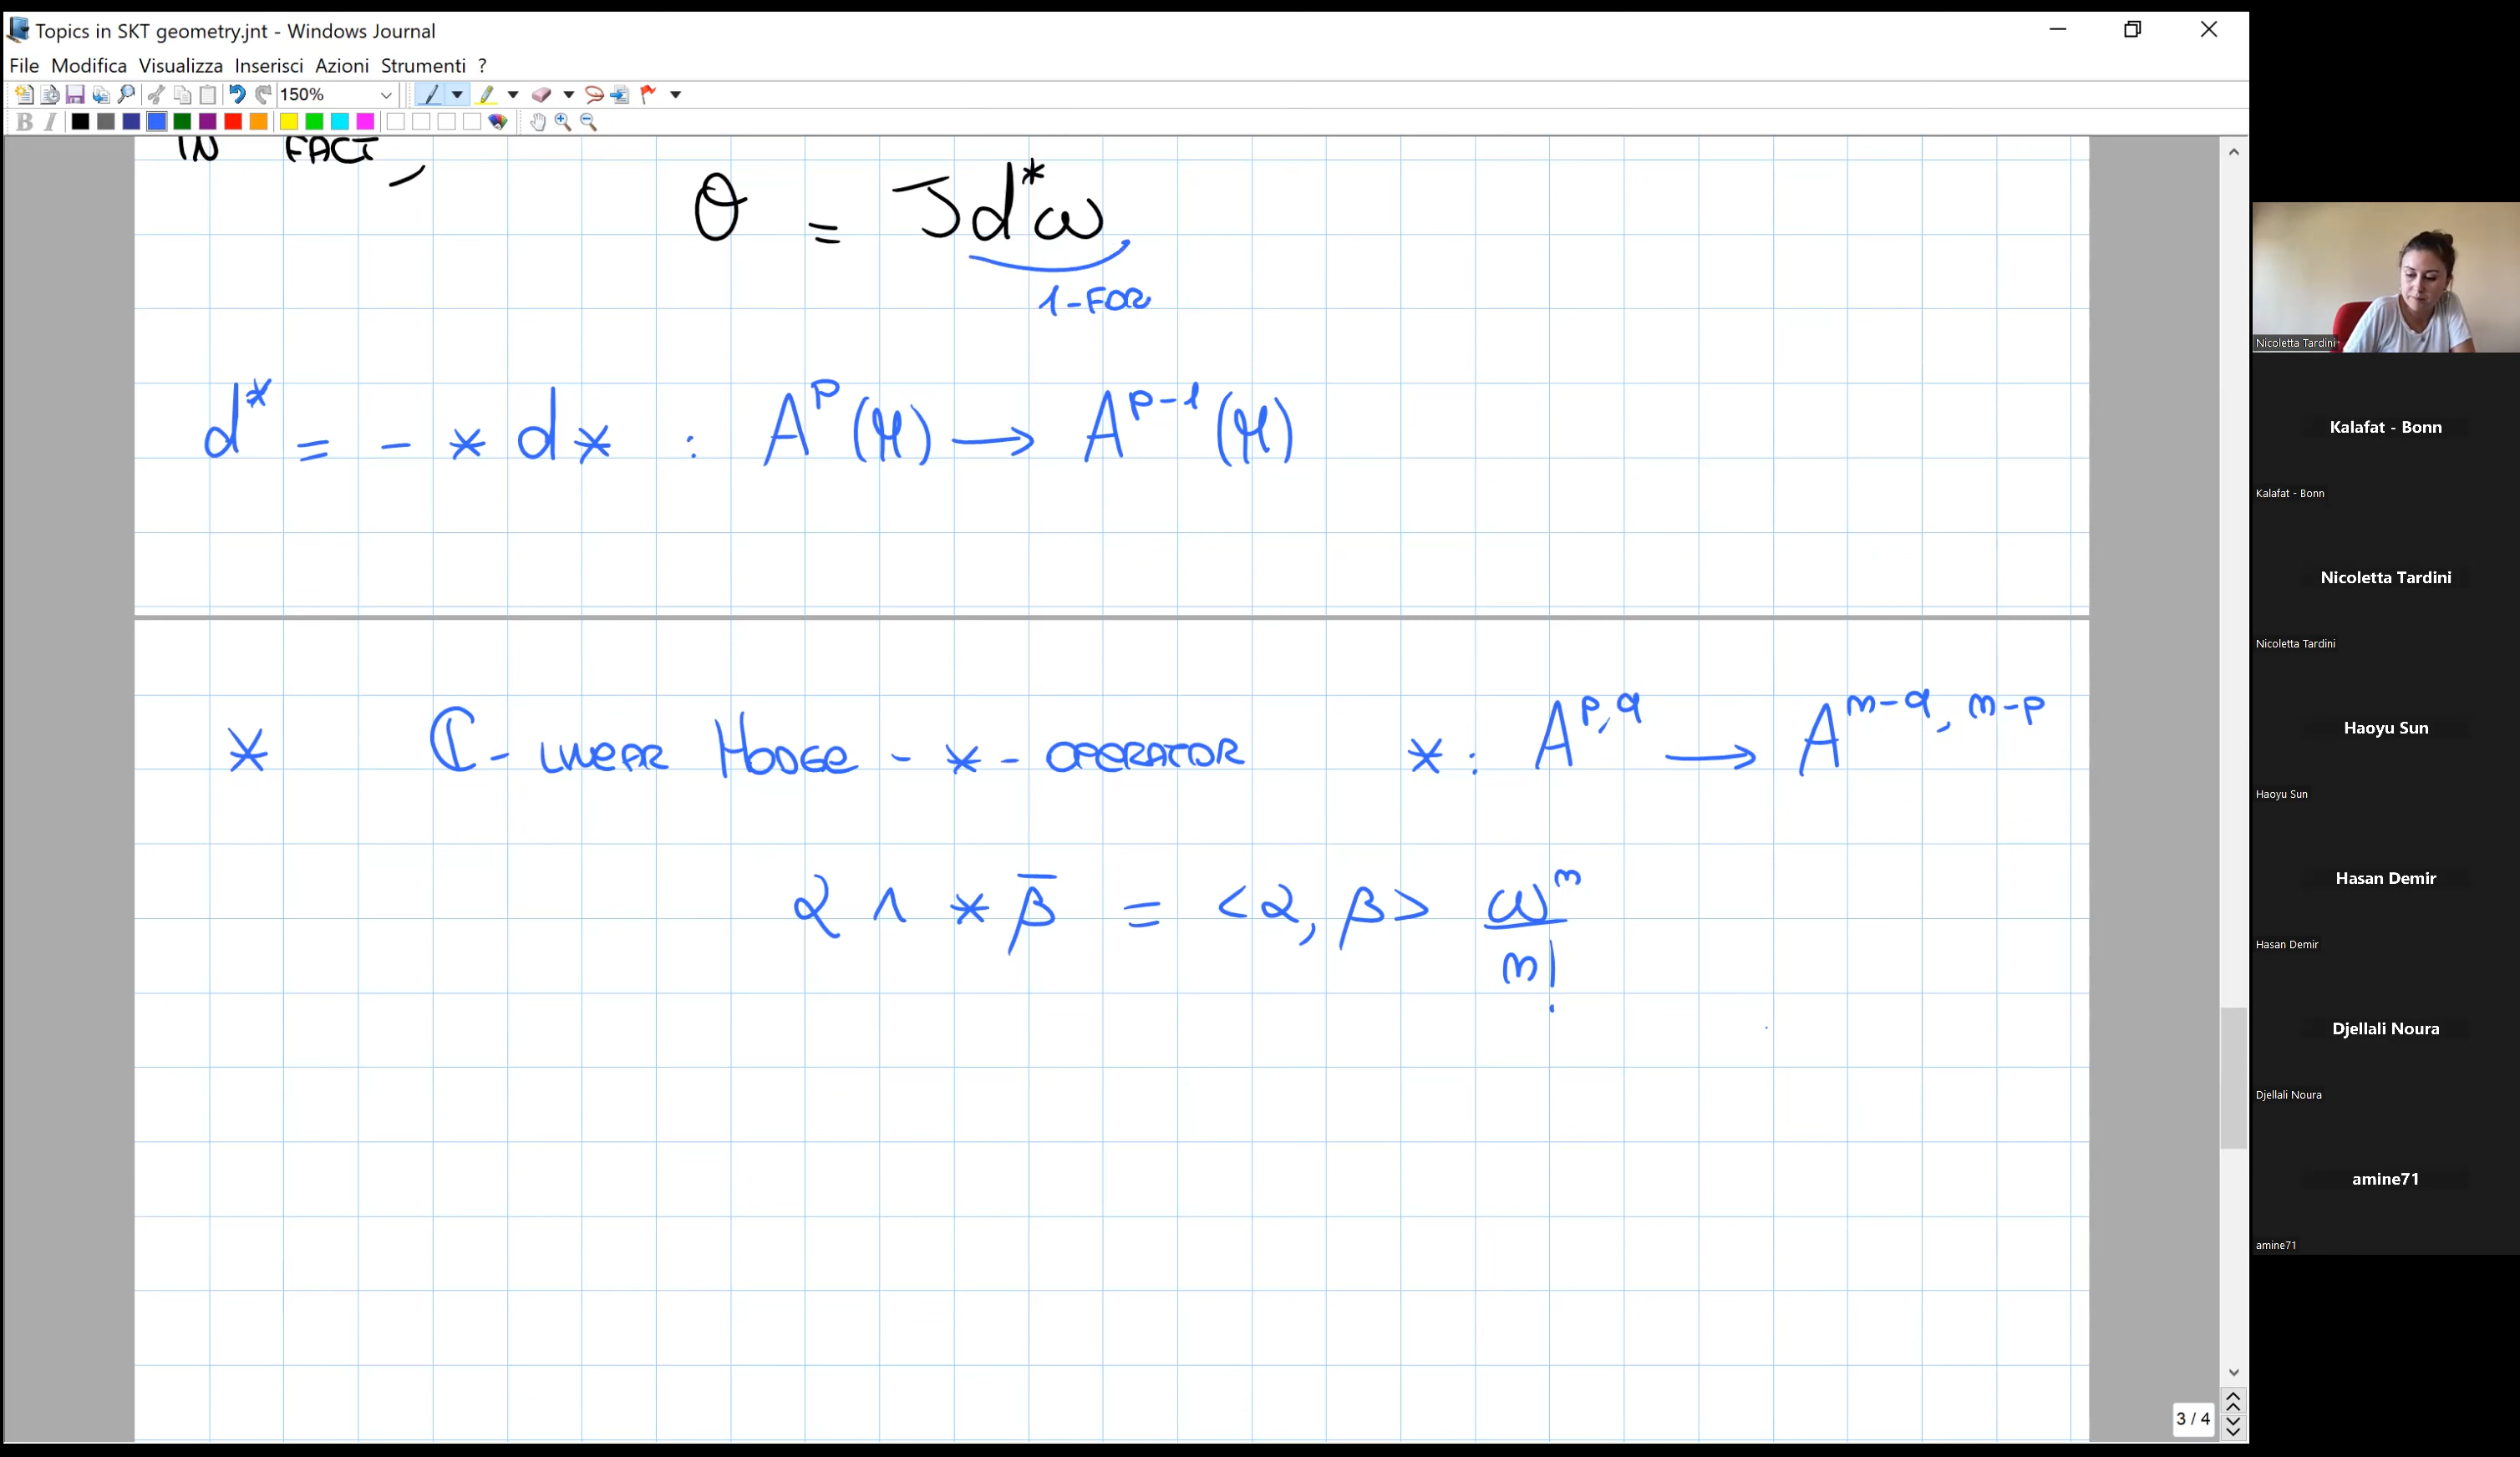 Topics in SKT geometry.jnt - Windows Journal
File Modifica Visualizza Inserisci Azioni Strumenti ?
150%
B I
IN FACT,
θ = Jd*ω
1-FOR
d* = - * d * : A^p(M) → A^{p-1}(M)
* ℂ-LINEAR HODGE-*-OPERATOR * : A^{p,q} → A^{n-q, n-p}
α ∧ * β̄ = <α, β> ω^n / n!
3 / 4
Nicoletta Tardini
Kalafat - Bonn
Kalafat - Bonn
Nicoletta Tardini
Nicoletta Tardini
Haoyu Sun
Haoyu Sun
Hasan Demir
Hasan Demir
Djellali Noura
Djellali Noura
amine71
amine71